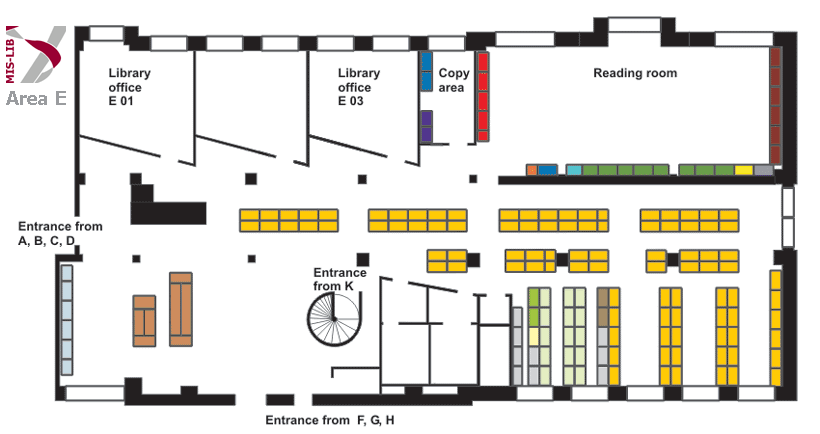 MIS-LIB
Area E
Library
office
E 01
Library
office
E 03
Copy
area
Reading room
Entrance from
A, B, C, D
Entrance
from K
Entrance from F, G, H